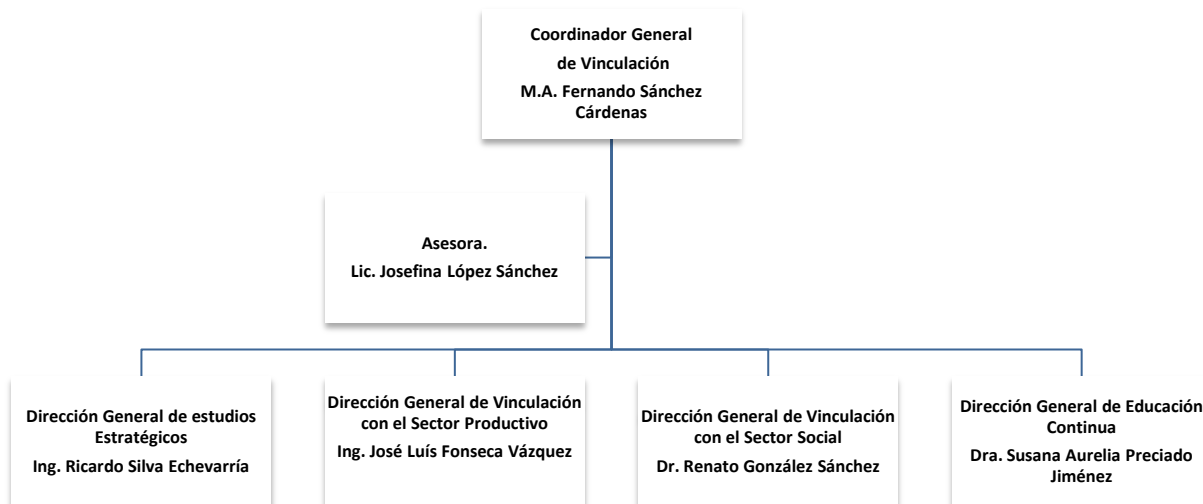 Coordinador General
de Vinculación
M.A. Fernando Sánchez
Cárdenas
Asesora.
Lic. Josefina López Sánchez
Dirección General de estudios
Estratégicos
Ing. Ricardo Silva Echevarría
Dirección General de Vinculación
con el Sector Productivo
Ing. José Luís Fonseca Vázquez
Dirección General de Vinculación
con el Sector Social
Dr. Renato González Sánchez
Dirección General de Educación
Continua
Dra. Susana Aurelia Preciado
Jiménez